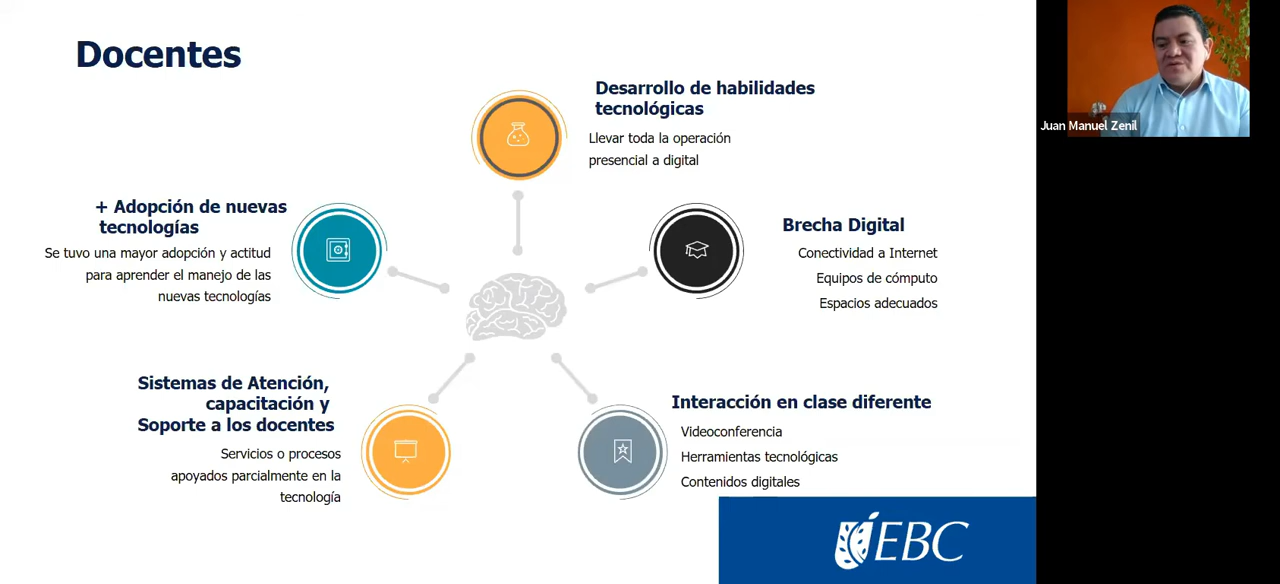 Docentes
Desarrollo de habilidades
tecnológicas
Llevar toda la operación
presencial a digital
+ Adopción de nuevas
tecnologías
Se tuvo una mayor adopción y actitud
para aprender el manejo de las
nuevas tecnologías
Brecha Digital
Conectividad a Internet
Equipos de cómputo
Espacios adecuados
Sistemas de Atención,
capacitación y
Soporte a los docentes
Servicios o procesos
apoyados parcialmente en la
tecnología
Interacción en clase diferente
Videoconferencia
Herramientas tecnológicas
Contenidos digitales
EBC
Juan Manuel Zenil